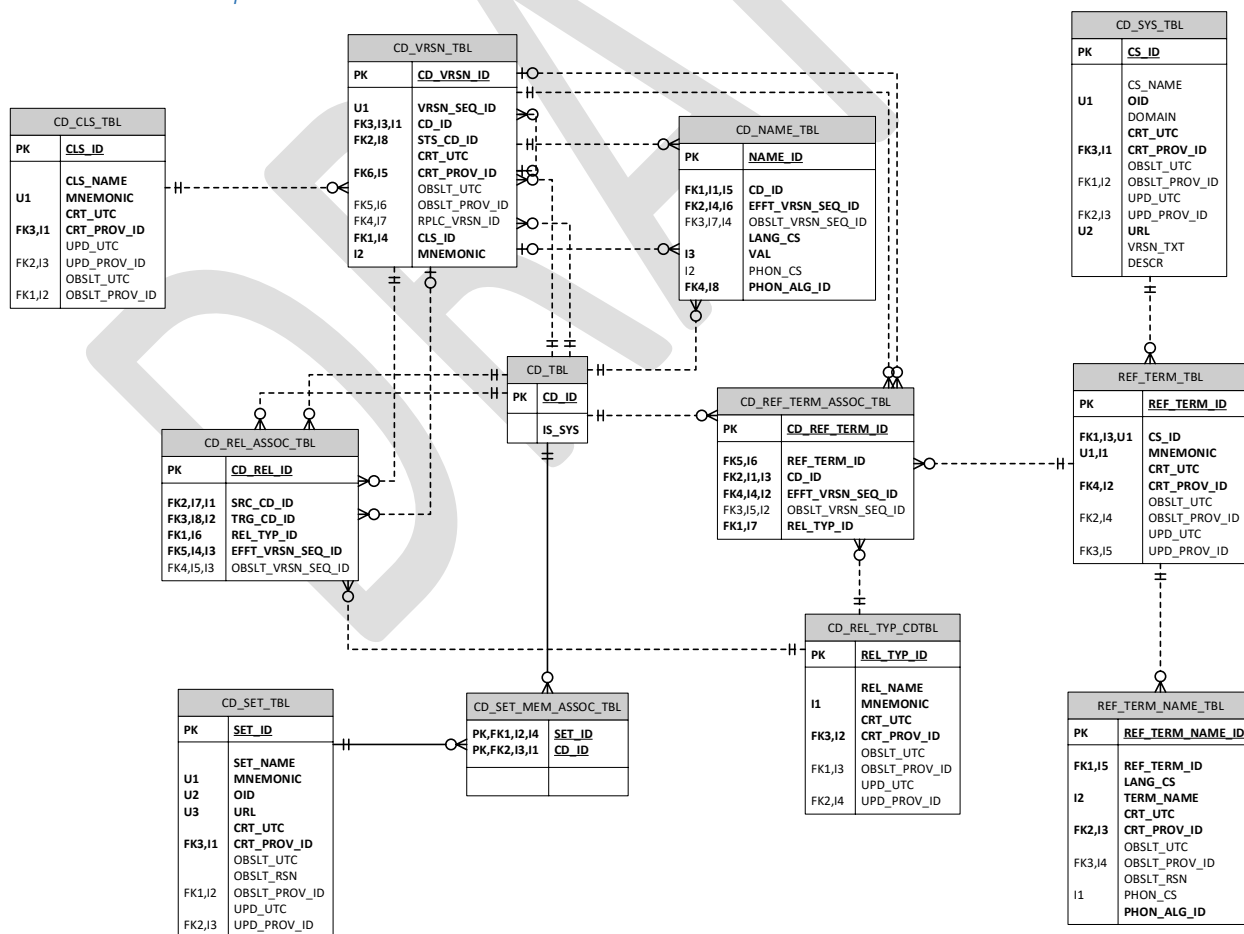 CD_VRSN_TBL
PK CD_VRSN_ID
U1 VRSN_SEQ_ID
FK3,I3,I1 CD_ID
FK2,I8 STS_CD_ID
CRT_UTC
FK6,I5 CRT_PROV_ID
OBSLT_UTC
FK5,I6 OBSLT_PROV_ID
FK4,I7 RPLC_VRSN_ID
FK1,I4 CLS_ID
I2 MNEMONIC
CD_SYS_TBL
PK CS_ID
CS_NAME
U1 OID
DOMAIN
CRT_UTC
FK3,I1 CRT_PROV_ID
OBSLT_UTC
FK1,I2 OBSLT_PROV_ID
UPD_UTC
FK2,I3 UPD_PROV_ID
U2 URL
VRSN_TXT
DESCR
CD_CLS_TBL
PK CLS_ID
CLS_NAME
U1 MNEMONIC
CRT_UTC
FK3,I1 CRT_PROV_ID
UPD_UTC
FK2,I3 UPD_PROV_ID
OBSLT_UTC
FK1,I2 OBSLT_PROV_ID
CD_NAME_TBL
PK NAME_ID
FK1,I1,I5 CD_ID
FK2,I4,I6 EFFT_VRSN_SEQ_ID
FK3,I7,I4 OBSLT_VRSN_SEQ_ID
LANG_CS
I3 VAL
I2 PHON_CS
FK4,I8 PHON_ALG_ID
CD_TBL
PK CD_ID
IS_SYS
CD_REF_TERM_ASSOC_TBL
PK CD_REF_TERM_ID
FK5,I6 REF_TERM_ID
FK2,I1,I3 CD_ID
FK4,I4,I2 EFFT_VRSN_SEQ_ID
FK3,I5,I2 OBSLT_VRSN_SEQ_ID
FK1,I7 REL_TYP_ID
REF_TERM_TBL
PK REF_TERM_ID
FK1,I3,U1 CS_ID
U1,I1 MNEMONIC
CRT_UTC
FK4,I2 CRT_PROV_ID
OBSLT_UTC
FK2,I4 OBSLT_PROV_ID
UPD_UTC
FK3,I5 UPD_PROV_ID
CD_REL_ASSOC_TBL
PK CD_REL_ID
FK2,I7,I1 SRC_CD_ID
FK3,I8,I2 TRG_CD_ID
FK1,I6 REL_TYP_ID
FK5,I4,I3 EFFT_VRSN_SEQ_ID
FK4,I5,I3 OBSLT_VRSN_SEQ_ID
CD_REL_TYP_CDTBL
PK REL_TYP_ID
REL_NAME
I1 MNEMONIC
CRT_UTC
FK3,I2 CRT_PROV_ID
OBSLT_UTC
FK1,I3 OBSLT_PROV_ID
UPD_UTC
FK2,I4 UPD_PROV_ID
CD_SET_TBL
PK SET_ID
SET_NAME
U1 MNEMONIC
U2 OID
U3 URL
CRT_UTC
FK3,I1 CRT_PROV_ID
OBSLT_UTC
OBSLT_RSN
FK1,I2 OBSLT_PROV_ID
UPD_UTC
FK2,I3 UPD_PROV_ID
CD_SET_MEM_ASSOC_TBL
PK,FK1,I2,I4 SET_ID
PK,FK2,I3,I1 CD_ID
REF_TERM_NAME_TBL
PK REF_TERM_NAME_ID
FK1,I5 REF_TERM_ID
LANG_CS
I2 TERM_NAME
CRT_UTC
FK2,I3 CRT_PROV_ID
OBSLT_UTC
FK3,I4 OBSLT_PROV_ID
OBSLT_RSN
I1 PHON_CS
PHON_ALG_ID